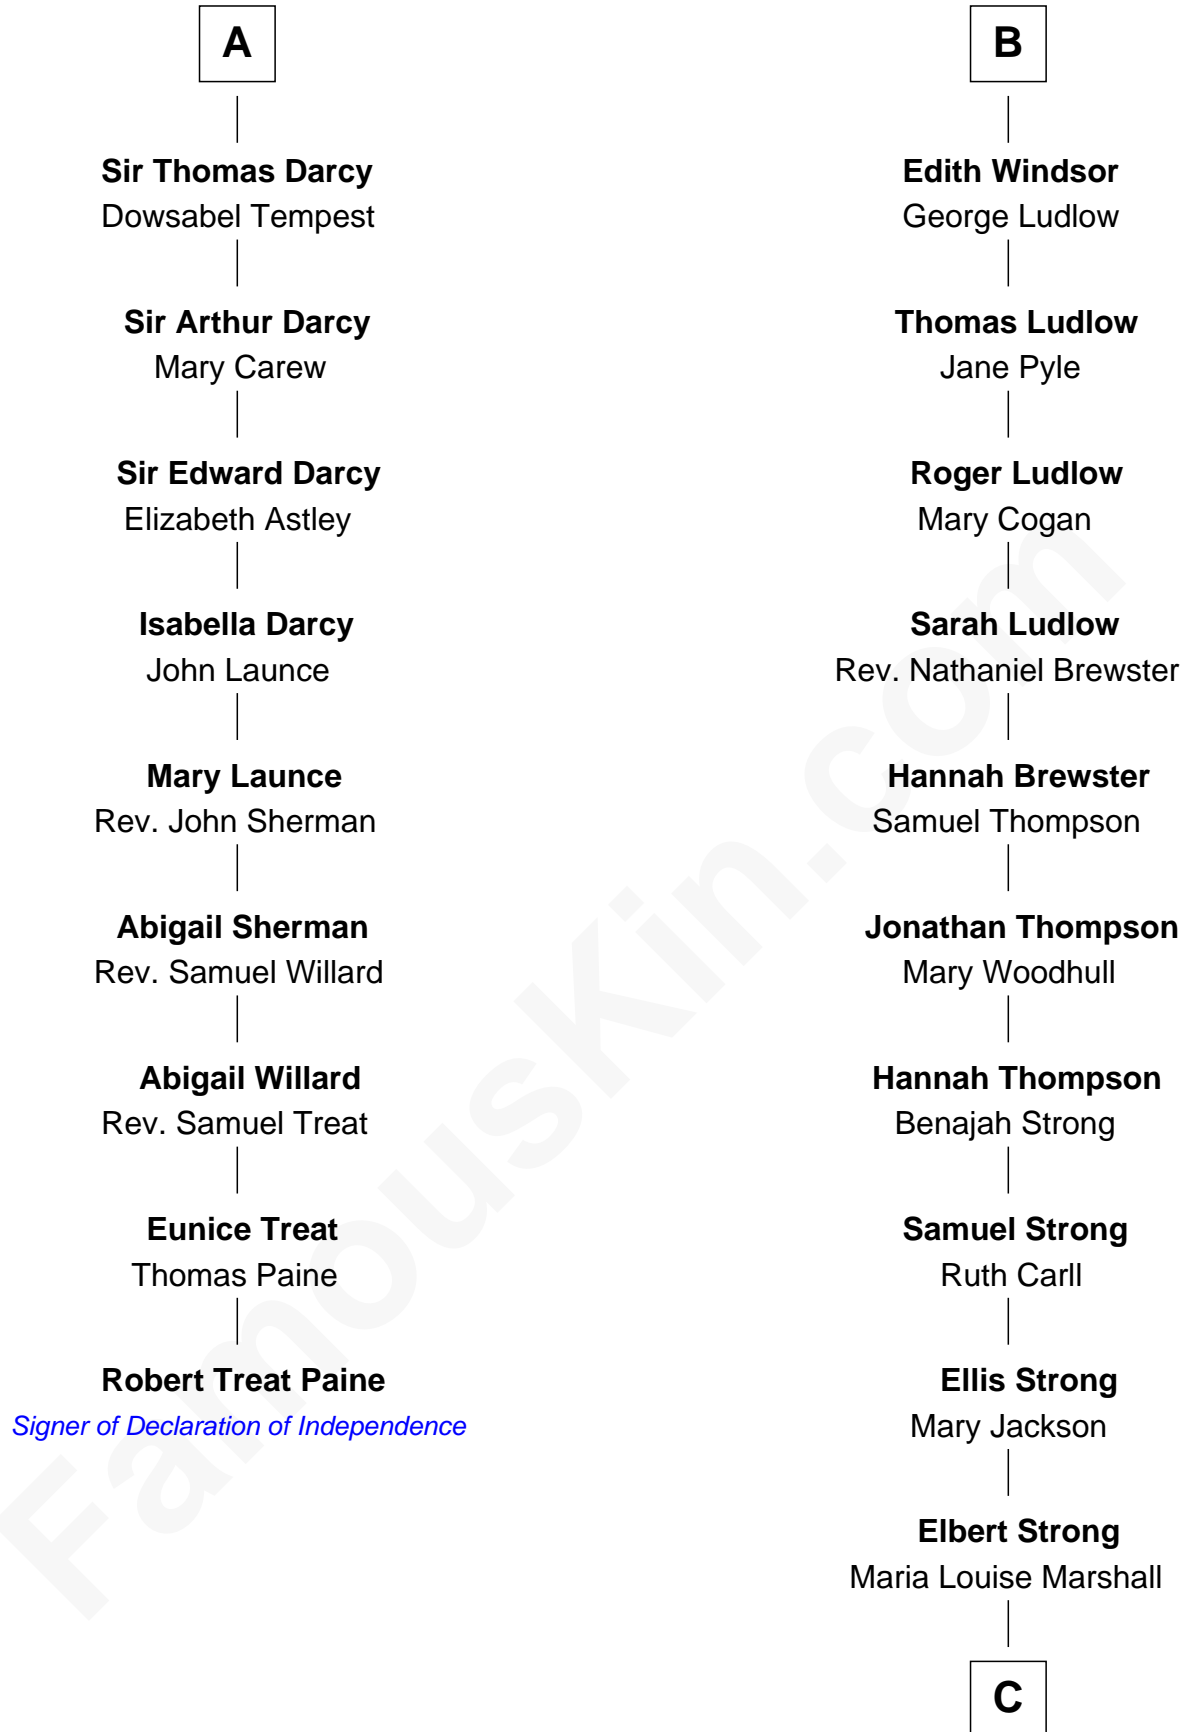 A
Sir Thomas Darcy
Dowsabel Tempest
Sir Arthur Darcy
Mary Carew
Sir Edward Darcy
Elizabeth Astley
Isabella Darcy
John Launce
Mary Launce
Rev. John Sherman
Abigail Sherman
Rev. Samuel Willard
Abigail Willard
Rev. Samuel Treat
Eunice Treat
Thomas Paine
Robert Treat Paine
Signer of Declaration of Independence
B
Edith Windsor
George Ludlow
Thomas Ludlow
Jane Pyle
Roger Ludlow
Mary Cogan
Sarah Ludlow
Rev. Nathaniel Brewster
Hannah Brewster
Samuel Thompson
Jonathan Thompson
Mary Woodhull
Hannah Thompson
Benajah Strong
Samuel Strong
Ruth Carll
Ellis Strong
Mary Jackson
Elbert Strong
Maria Louise Marshall
C
FamousKin.com